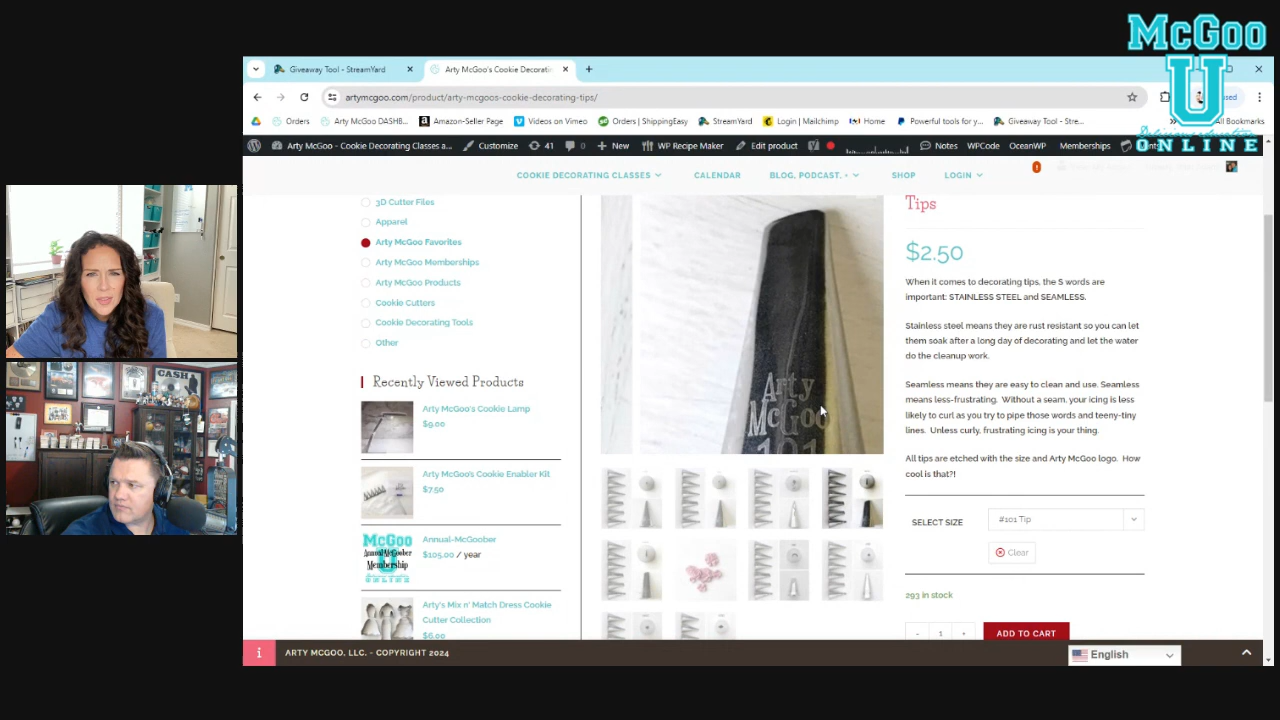 McGoo
U
ONLINE
Giveaway Tool - StreamYard
Arty McGoo's Cookie Decoratin
artymcgoo.com/product/arty-mcgoos-cookie-decorating-tips/
Orders
Arty McGoo DASHB...
Amazon-Seller Page
Videos on Vimeo
Orders | ShippingEasy
StreamYard
Login | Mailchimp
Home
Powerful tools for y...
Giveaway Tool - Stre...
All Bookmarks
Arty McGoo - Cookie Decorating Classes a...
Customize
41
0
New
WP Recipe Maker
Edit product
Notes
WPCode
OceanWP
Memberships
COOKIE DECORATING CLASSES
CALENDAR
BLOG, PODCAST, +
SHOP
LOGIN
3D Cutter Files
Apparel
Arty McGoo Favorites
Arty McGoo Memberships
Arty McGoo Products
Cookie Cutters
Cookie Decorating Tools
Other
Recently Viewed Products
Arty McGoo's Cookie Lamp
$9.00
Arty McGoo's Cookie Enabler Kit
$7.50
McGoo
Annual-McGoober
Membership
ONLINE
Annual-McGoober
$105.00 / year
Arty's Mix n' Match Dress Cookie
Cutter Collection
$6.00
Arty
McGoo
101
Tips
$2.50
When it comes to decorating tips, the S words are
important: STAINLESS STEEL and SEAMLESS.
Stainless steel means they are rust resistant so you can let
them soak after a long day of decorating and let the water
do the cleanup work.
Seamless means they are easy to clean and use. Seamless
means less-frustrating. Without a seam, your icing is less
likely to curl as you try to pipe those words and teeny-tiny
lines. Unless curly, frustrating icing is your thing.
All tips are etched with the size and Arty McGoo logo. How
cool is that?!
SELECT SIZE
#101 Tip
Clear
293 in stock
- 1 +
ADD TO CART
ARTY MCGOO, LLC. - COPYRIGHT 2024
English
CASH